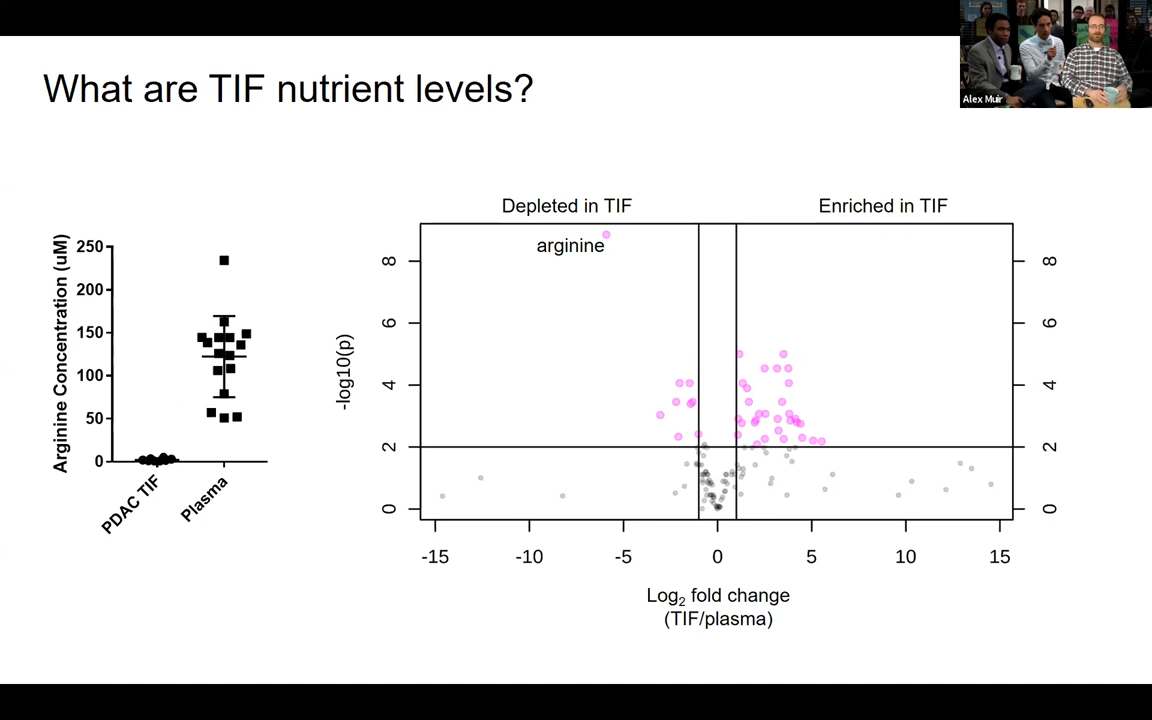 What are TIF nutrient levels?
Alex Muir
Arginine Concentration (uM)
250
200
150
100
50
0
PDAC TIF
Plasma
Depleted in TIF
Enriched in TIF
arginine
-log10(p)
8
6
4
2
0
8
6
4
2
0
-15 -10 -5 0 5 10 15
Log2 fold change
(TIF/plasma)